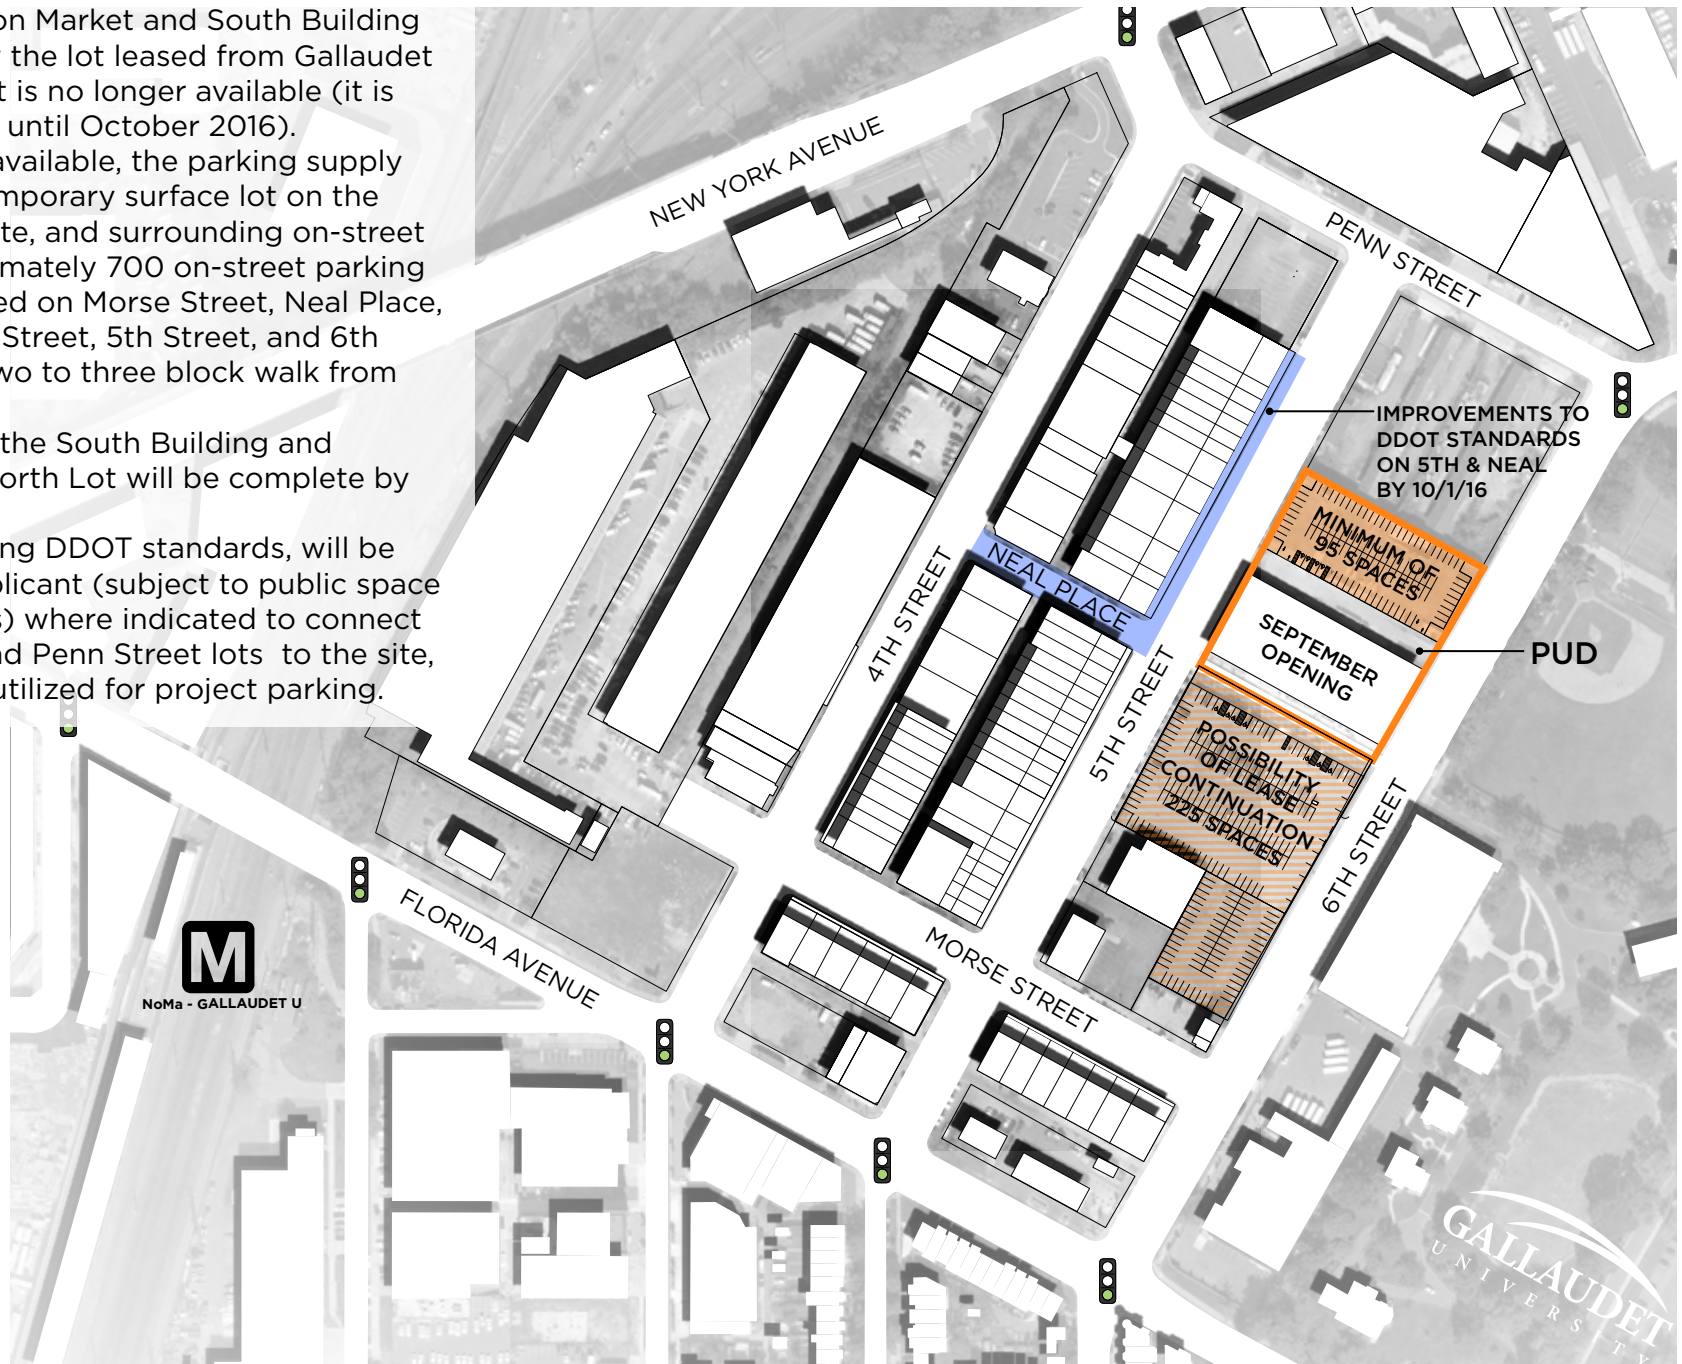 on Market and South Building
the lot leased from Gallaudet
t is no longer available (it is
until October 2016).
available, the parking supply
mporary surface lot on the
te, and surrounding on-street
mately 700 on-street parking
ed on Morse Street, Neal Place,
Street, 5th Street, and 6th
wo to three block walk from
the South Building and
orth Lot will be complete by
ng DDOT standards, will be
plicant (subject to public space
s) where indicated to connect
nd Penn Street lots to the site,
utilized for project parking.
NEW YORK AVENUE
PENN STREET
IMPROVEMENTS TO
DDOT STANDARDS
ON 5TH & NEAL
BY 10/1/16
MINIMUM OF
95 SPACES
NEAL PLACE
4TH STREET
SEPTEMBER
OPENING
PUD
5TH STREET
POSSIBILITY
OF LEASE
CONTINUATION
225 SPACES
6TH STREET
FLORIDA AVENUE
MORSE STREET
M
NoMa - GALLAUDET U
GALLAUDET
UNIVERSITY